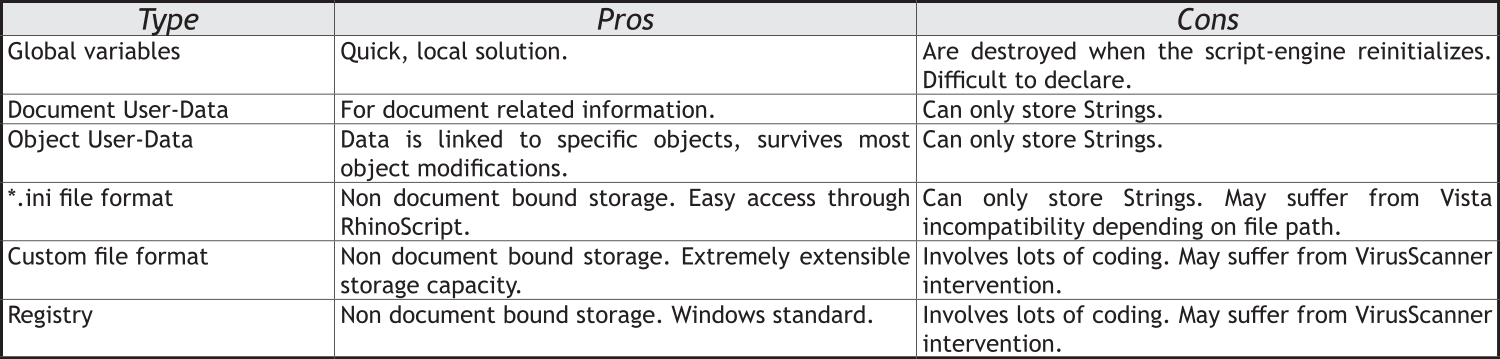 Type Pros Cons
Global variables Quick, local solution. Are destroyed when the script-engine reinitializes.
Difficult to declare.
Document User-Data For document related information. Can only store Strings.
Object User-Data Data is linked to specific objects, survives most Can only store Strings.
object modifications.
*.ini file format Non document bound storage. Easy access through Can only store Strings. May suffer from Vista
RhinoScript. incompatibility depending on file path.
Custom file format Non document bound storage. Extremely extensible Involves lots of coding. May suffer from VirusScanner
storage capacity. intervention.
Registry Non document bound storage. Windows standard. Involves lots of coding. May suffer from VirusScanner
intervention.